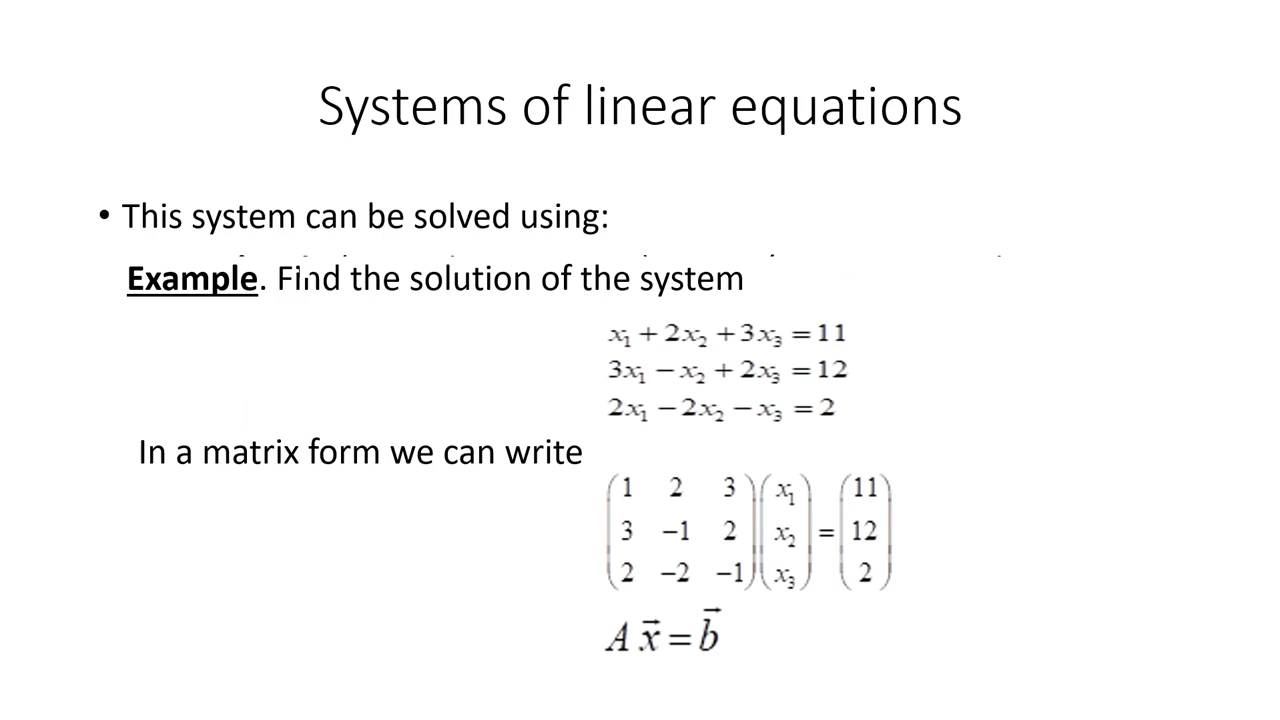 Systems of linear equations
• This system can be solved using:
Example. Find the solution of the system
x₁ + 2x₂ + 3x₃ = 11
3x₁ − x₂ + 2x₃ = 12
2x₁ − 2x₂ − x₃ = 2
In a matrix form we can write
( 1 2 3 ) ( x₁ ) = ( 11 )
( 3 −1 2 ) ( x₂ ) = ( 12 )
( 2 −2 −1 ) ( x₃ ) = ( 2 )
A x⃗ = b⃗